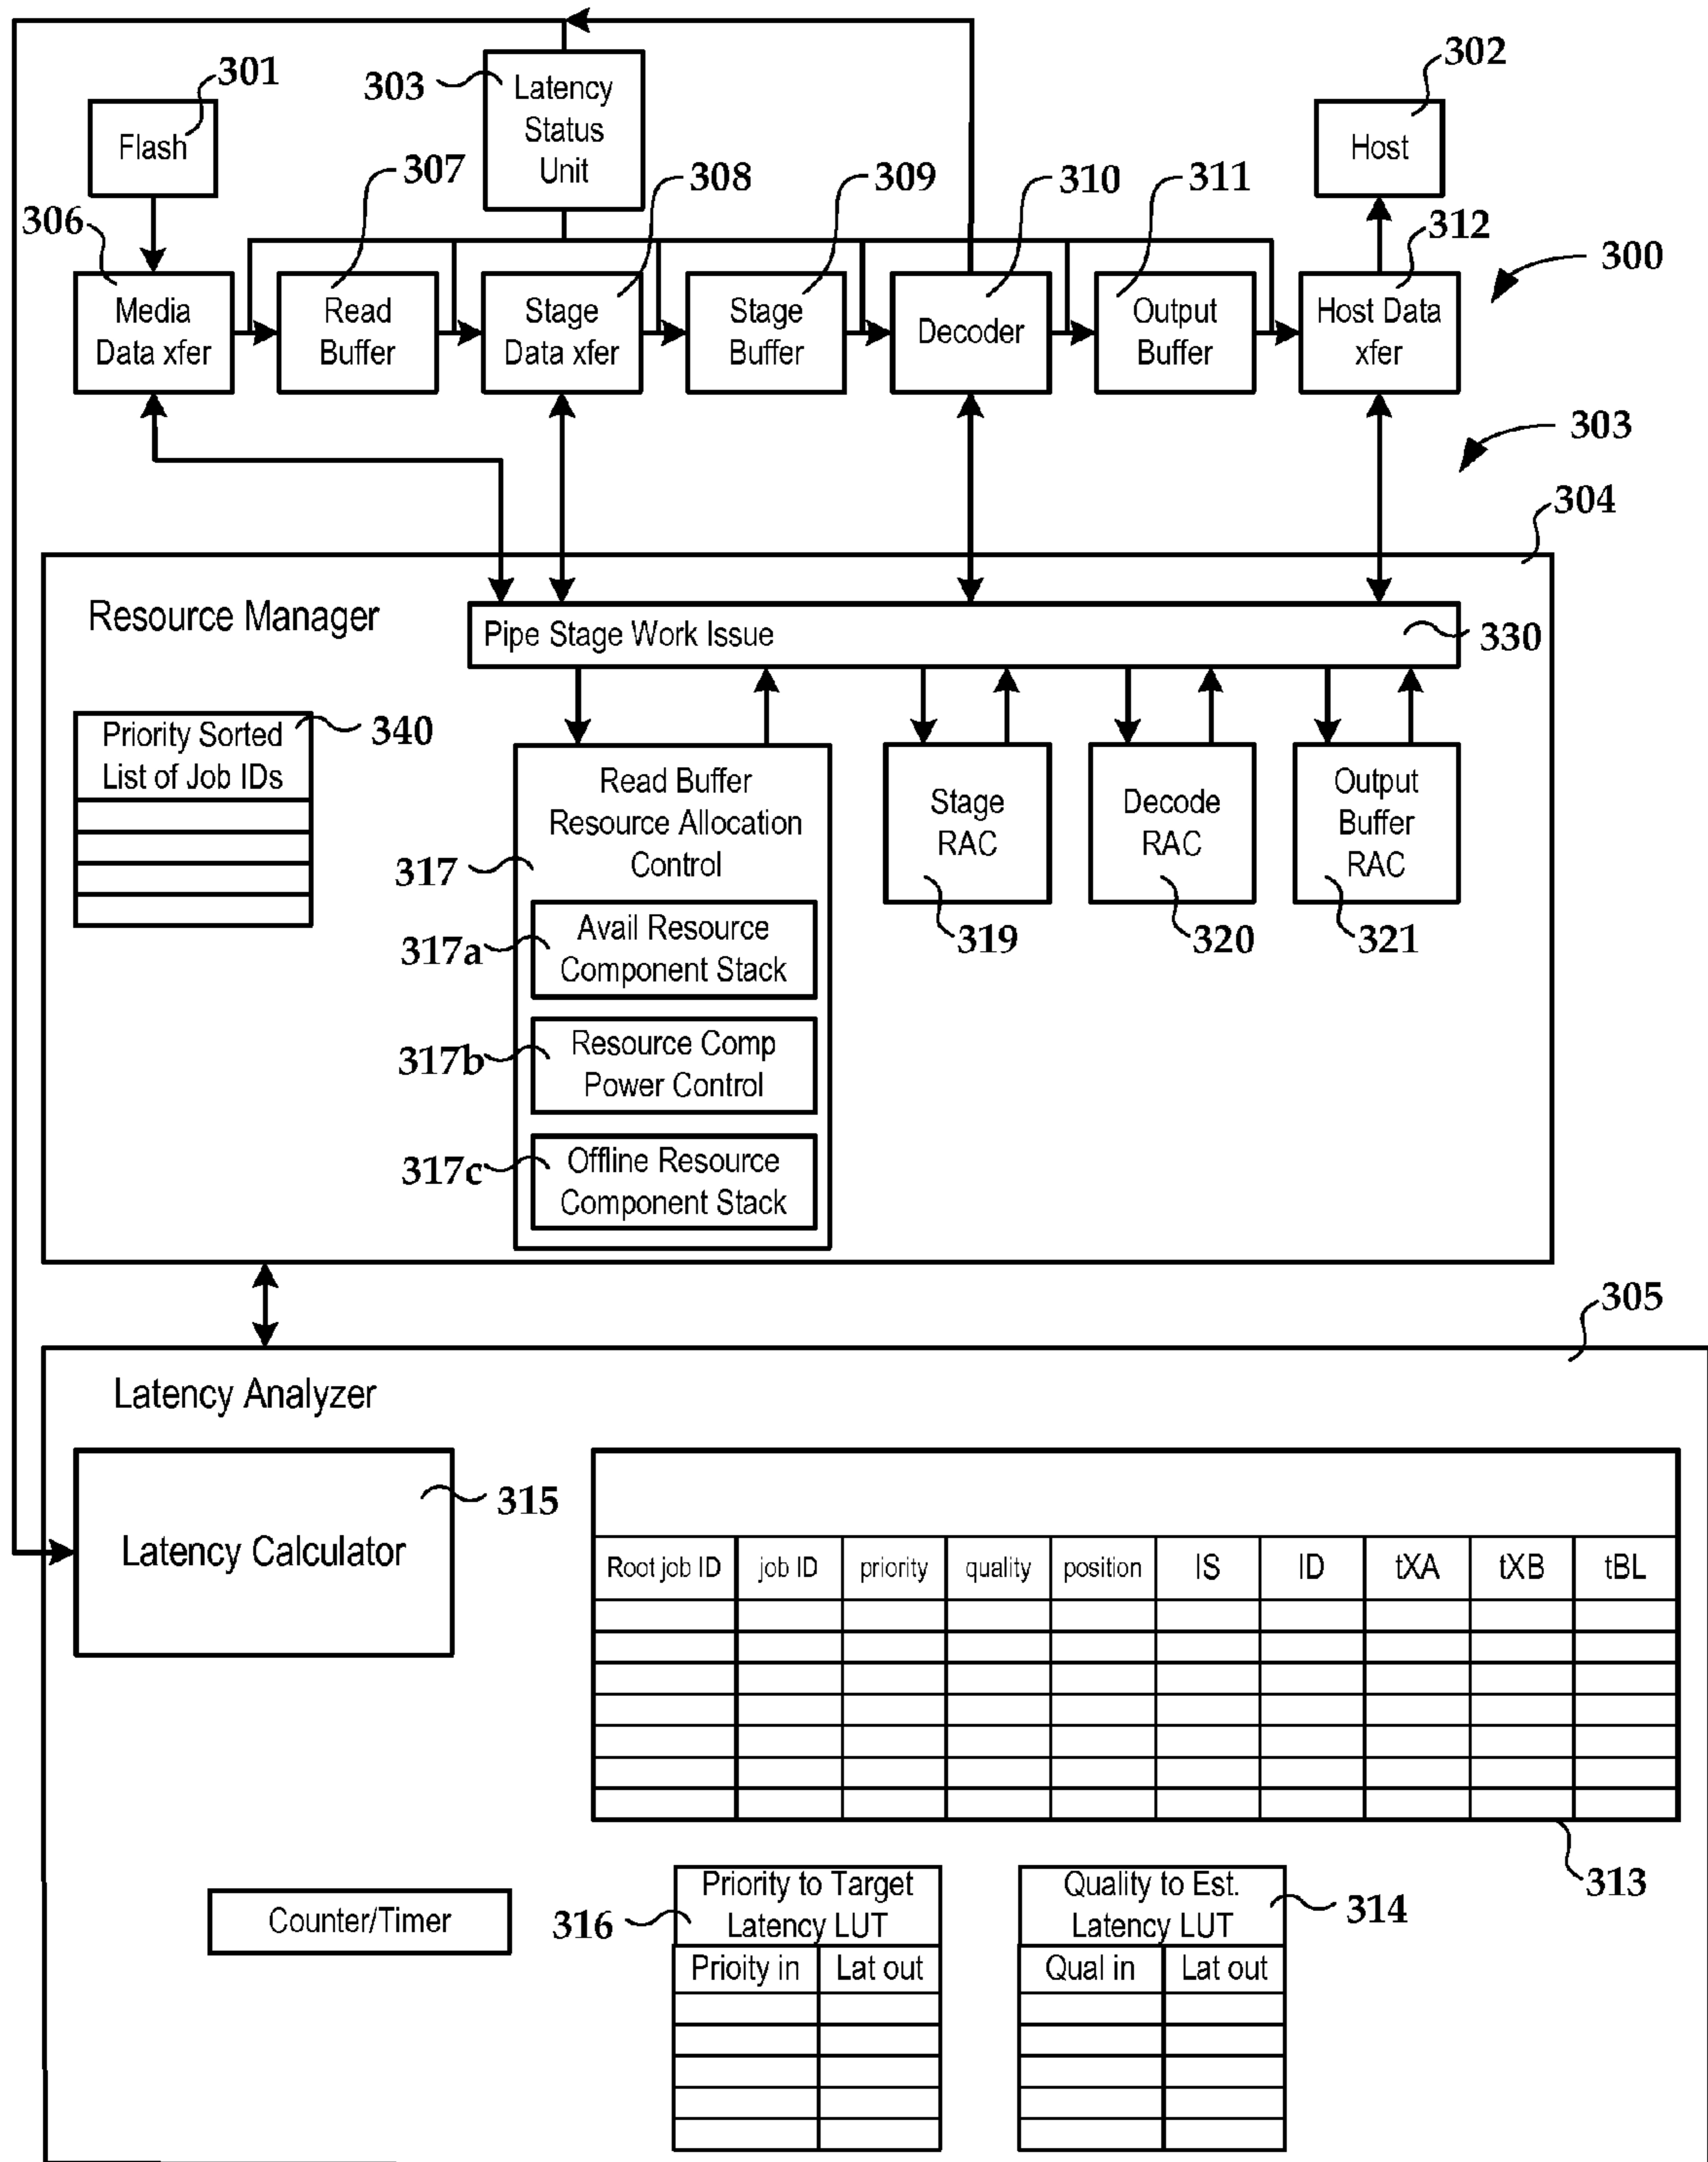 301
303
Latency
Status
Unit
302
Flash
Host
307
308
309
310
311
306
312
300
Media
Data xfer
Read
Buffer
Stage
Data xfer
Stage
Buffer
Decoder
Output
Buffer
Host Data
xfer
303
304
Resource Manager
Pipe Stage Work Issue
330
Priority Sorted
List of Job IDs
340
Read Buffer
Resource Allocation
Control
317
Stage
RAC
Decode
RAC
Output
Buffer
RAC
319
320
321
317a
Avail Resource
Component Stack
317b
Resource Comp
Power Control
317c
Offline Resource
Component Stack
305
Latency Analyzer
315
Latency Calculator
Root job ID job ID priority quality position IS ID tXA tXB tBL
313
Counter/Timer
316
Priority to Target
Latency LUT
Prioity in Lat out
Quality to Est.
Latency LUT
314
Qual in Lat out